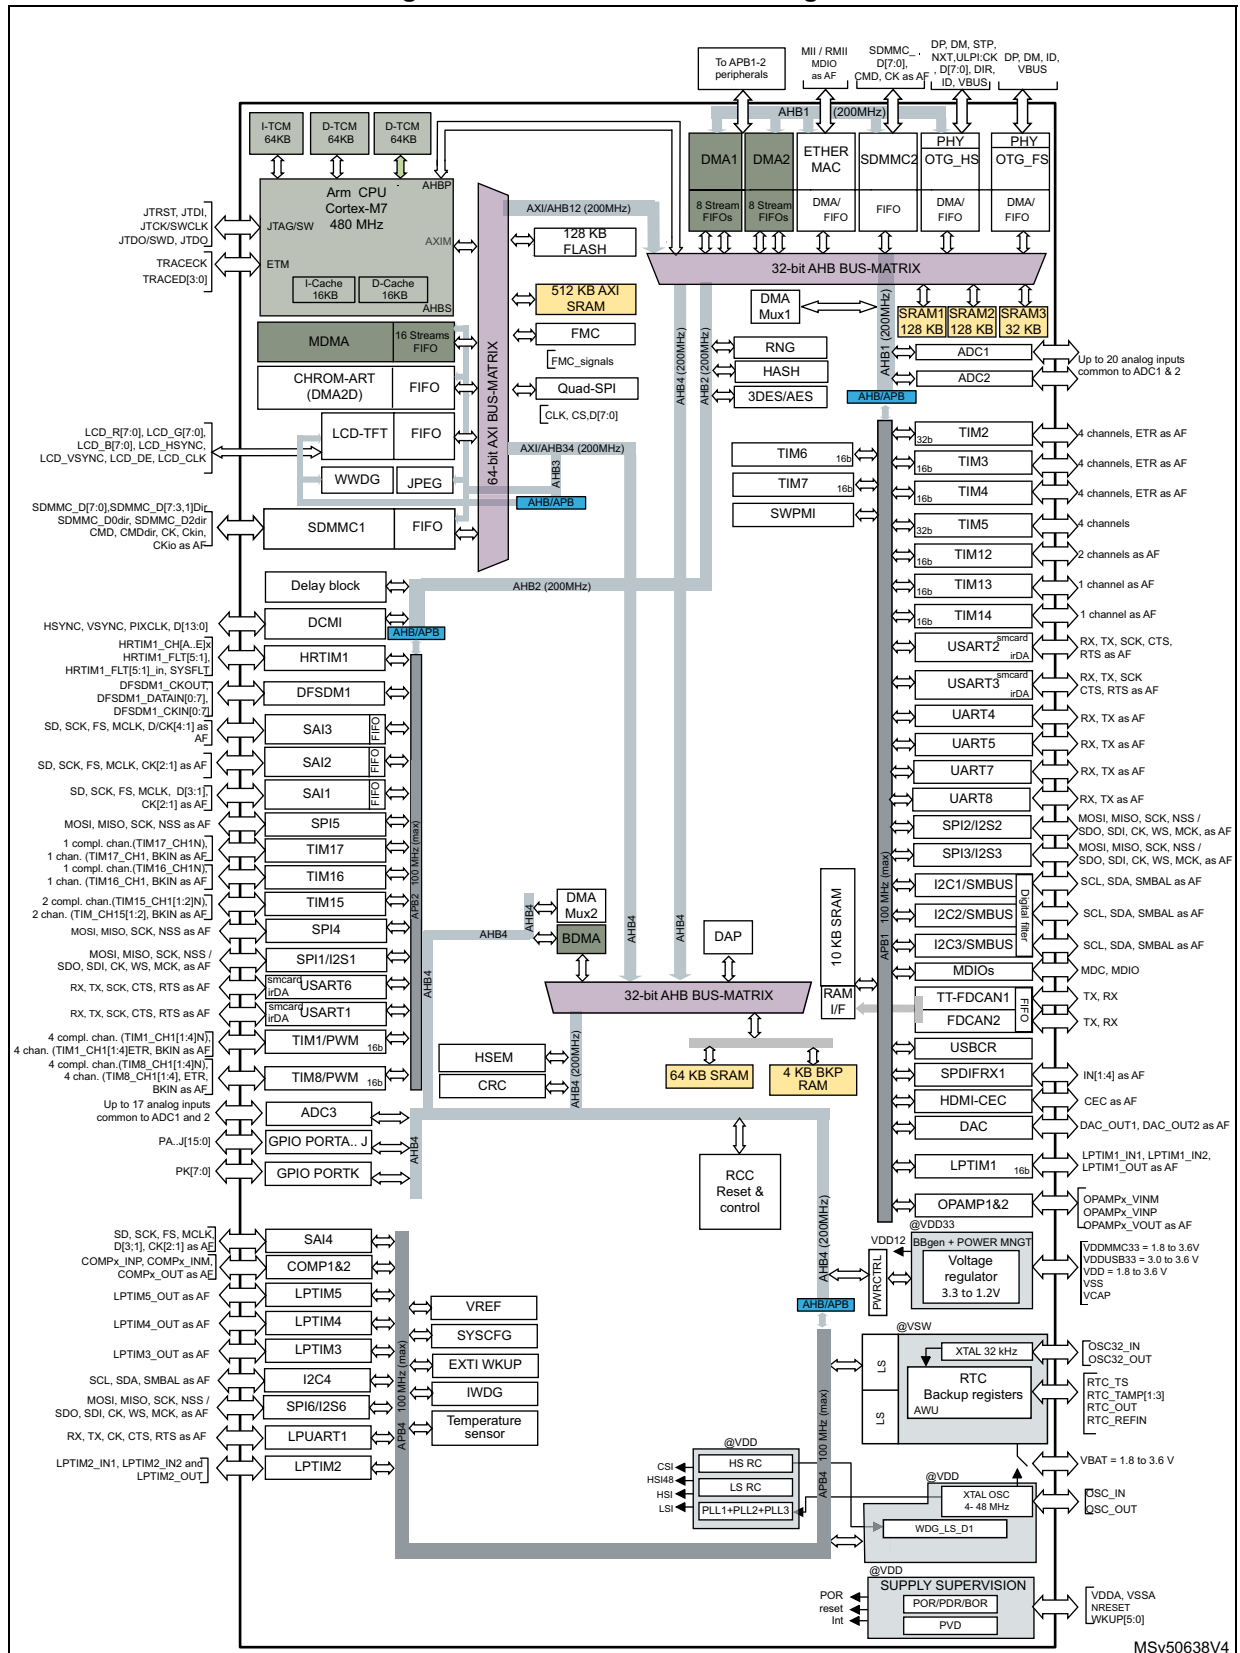 To APB1-2
peripherals
MII / RMII
MDIO
as AF
SDMMC_
D[7:0],
CMD, CK as AF
DP, DM, STP,
NXT,ULPI:CK
, D[7:0], DIR,
ID, VBUS
DP, DM, ID,
VBUS
AHB1 (200MHz)
I-TCM
64KB
D-TCM
64KB
D-TCM
64KB
DMA1
8 Stream
FIFOs
DMA2
8 Stream
FIFOs
ETHER
MAC
DMA/
FIFO
SDMMC2
FIFO
PHY
OTG_HS
DMA/
FIFO
PHY
OTG_FS
DMA/
FIFO
AHBP
Arm CPU
Cortex-M7
480 MHz
JTRST, JTDI,
JTCK/SWCLK
JTDO/SWD, JTDO
JTAG/SW
AXIM
TRACECK
TRACED[3:0]
ETM
I-Cache
16KB
D-Cache
16KB
AHBS
AXI/AHB12 (200MHz)
128 KB
FLASH
512 KB AXI
SRAM
FMC
FMC_signals
Quad-SPI
CLK, CS,D[7:0]
64-bit AXI BUS-MATRIX
32-bit AHB BUS-MATRIX
DMA
Mux1
SRAM1
128 KB
SRAM2
128 KB
SRAM3
32 KB
AHB1 (200MHz)
AHB4 (200MHz)
AHB2 (200MHz)
RNG
HASH
3DES/AES
ADC1
ADC2
Up to 20 analog inputs
common to ADC1 & 2
AHB/APB
MDMA
16 Streams
FIFO
CHROM-ART
(DMA2D)
FIFO
LCD_R[7:0], LCD_G[7:0],
LCD_B[7:0], LCD_HSYNC,
LCD_VSYNC, LCD_DE, LCD_CLK
LCD-TFT
FIFO
WWDG
JPEG
AXI/AHB34 (200MHz)
AHB3
AHB/APB
SDMMC_D[7:0],SDMMC_D[7:3,1]Dir
SDMMC_D0dir, SDMMC_D2dir
CMD, CMDdir, CK, Ckin,
CKio as AF
SDMMC1
FIFO
TIM6
16b
TIM7
16b
SWPMI
TIM2
32b
4 channels, ETR as AF
TIM3
16b
4 channels, ETR as AF
TIM4
16b
4 channels, ETR as AF
TIM5
32b
4 channels
TIM12
16b
2 channels as AF
TIM13
16b
1 channel as AF
TIM14
16b
1 channel as AF
USART2
smcard
irDA
RX, TX, SCK, CTS,
RTS as AF
USART3
smcard
irDA
RX, TX, SCK
CTS, RTS as AF
UART4
RX, TX as AF
UART5
RX, TX as AF
UART7
RX, TX as AF
UART8
RX, TX as AF
SPI2/I2S2
MOSI, MISO, SCK, NSS /
SDO, SDI, CK, WS, MCK, as AF
SPI3/I2S3
MOSI, MISO, SCK, NSS /
SDO, SDI, CK, WS, MCK, as AF
I2C1/SMBUS
SCL, SDA, SMBAL as AF
I2C2/SMBUS
SCL, SDA, SMBAL as AF
I2C3/SMBUS
SCL, SDA, SMBAL as AF
Digital filter
MDIOs
MDC, MDIO
TT-FDCAN1
TX, RX
FDCAN2
TX, RX
FIFO
USBCR
SPDIFRX1
IN[1:4] as AF
HDMI-CEC
CEC as AF
DAC
DAC_OUT1, DAC_OUT2 as AF
LPTIM1
16b
LPTIM1_IN1, LPTIM1_IN2,
LPTIM1_OUT as AF
OPAMP1&2
OPAMPx_VINM
OPAMPx_VINP
OPAMPx_VOUT as AF
APB1 100 MHz (max)
10 KB SRAM
RAM
I/F
Delay block
AHB2 (200MHz)
HSYNC, VSYNC, PIXCLK, D[13:0]
DCMI
AHB/APB
HRTIM1_CH[A..E]x
HRTIM1_FLT[5:1],
HRTIM1_FLT[5:1]_in, SYSFLT
HRTIM1
DFSDM1_CKOUT,
DFSDM1_DATAIN[0:7],
DFSDM1_CKIN[0:7]
DFSDM1
SD, SCK, FS, MCLK, D/CK[4:1] as
AF
SAI3
FIFO
SD, SCK, FS, MCLK, CK[2:1] as AF
SAI2
FIFO
SD, SCK, FS, MCLK, D[3:1],
CK[2:1] as AF
SAI1
FIFO
MOSI, MISO, SCK, NSS as AF
SPI5
1 compl. chan.(TIM17_CH1N),
1 chan. (TIM17_CH1, BKIN as AF
TIM17
1 compl. chan.(TIM16_CH1N),
1 chan. (TIM16_CH1, BKIN as AF
TIM16
2 compl. chan.(TIM15_CH1[1:2]N),
2 chan. (TIM_CH15[1:2], BKIN as AF
TIM15
MOSI, MISO, SCK, NSS as AF
SPI4
MOSI, MISO, SCK, NSS /
SDO, SDI, CK, WS, MCK, as AF
SPI1/I2S1
RX, TX, SCK, CTS, RTS as AF
smcard
irDA
USART6
RX, TX, SCK, CTS, RTS as AF
smcard
irDA
USART1
4 compl. chan. (TIM1_CH1[1:4]N),
4 chan. (TIM1_CH1[1:4]ETR, BKIN as AF
TIM1/PWM
16b
4 compl. chan.(TIM8_CH1[1:4]N),
4 chan. (TIM8_CH1[1:4], ETR,
BKIN as AF
TIM8/PWM
16b
APB2 100 MHz (max)
Up to 17 analog inputs
common to ADC1 and 2
ADC3
PA..J[15:0]
GPIO PORTA.. J
PK[7:0]
GPIO PORTK
AHB4
AHB4
AHB4
AHB4
DMA
Mux2
BDMA
AHB4
AHB4
DAP
32-bit AHB BUS-MATRIX
HSEM
CRC
AHB4 (200MHz)
64 KB SRAM
4 KB BKP
RAM
RCC
Reset &
control
AHB4 (200MHz)
AHB/APB
SD, SCK, FS, MCLK,
D[3;1], CK[2:1] as AF
SAI4
COMPx_INP, COMPx_INM,
COMPx_OUT as AF
COMP1&2
LPTIM5_OUT as AF
LPTIM5
LPTIM4_OUT as AF
LPTIM4
LPTIM3_OUT as AF
LPTIM3
SCL, SDA, SMBAL as AF
I2C4
MOSI, MISO, SCK, NSS /
SDO, SDI, CK, WS, MCK, as AF
SPI6/I2S6
RX, TX, CK, CTS, RTS as AF
LPUART1
LPTIM2_IN1, LPTIM2_IN2 and
LPTIM2_OUT
LPTIM2
APB4 100 MHz (max)
VREF
SYSCFG
EXTI WKUP
IWDG
Temperature
sensor
APB4 100 MHz (max)
@VDD33
VDD12
BBgen + POWER MNGT
PWRCTRL
Voltage
regulator
3.3 to 1.2V
VDDMMC33 = 1.8 to 3.6V
VDDUSB33 = 3.0 to 3.6 V
VDD = 1.8 to 3.6 V
VSS
VCAP
@VSW
LS
LS
XTAL 32 kHz
RTC
Backup registers
AWU
OSC32_IN
OSC32_OUT
RTC_TS
RTC_TAMP[1:3]
RTC_OUT
RTC_REFIN
VBAT = 1.8 to 3.6 V
@VDD
CSI
HSI48
HSI
LSI
HS RC
LS RC
PLL1+PLL2+PLL3
@VDD
XTAL OSC
4- 48 MHz
OSC_IN
OSC_OUT
WDG_LS_D1
@VDD
SUPPLY SUPERVISION
POR
reset
Int
POR/PDR/BOR
PVD
VDDA, VSSA
NRESET
WKUP[5:0]
MSv50638V4